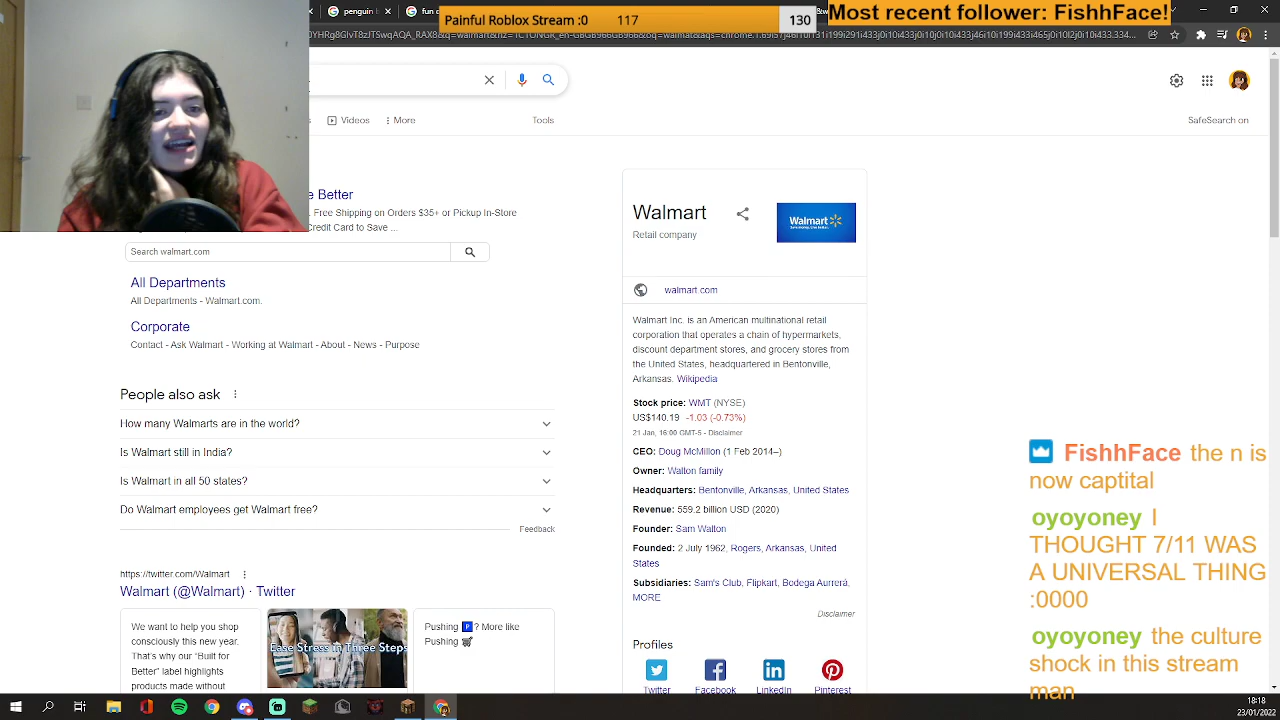 Painful Roblox Stream :0 117 130
Most recent follower: FishhFace!
Videos
More
Tools
SafeSearch on
e Better
Free Shipping on Orders $35+ or Pickup In-Store
Credit Card to Save ...
Search walmart.com
All Departments
All Departments - Walmart.com.
Corporate
Contact - Ask Walmart - Working at Walmart - About - News - Purpose
People also ask
How many Walmarts are in the world?
Is Walmart still in India?
Is Walmart in all 50 states?
Do Walmart employees get Walmart free?
Feedback
https://twitter.com/Walmart
Walmart (@Walmart) · Twitter
We want to help you shop
consciously this new year.
That's why our "Built for
Better" label highlights
products made without
Pushing P? More like
Pushing
Walmart
Retail company
Walmart
Save money. Live better.
walmart.com
Walmart Inc. is an American multinational retail
corporation that operates a chain of hypermarkets,
discount department stores, and grocery stores from
the United States, headquartered in Bentonville,
Arkansas. Wikipedia
Stock price: WMT (NYSE)
US$140.19 -1.03 (-0.73%)
21 Jan, 16:00 GMT-5 - Disclaimer
CEO: Doug McMillon (1 Feb 2014–)
Owner: Walton family
Headquarters: Bentonville, Arkansas, United States
Revenue: 559.2 billion USD (2020)
Founder: Sam Walton
Founded: 2 July 1962, Rogers, Arkansas, United
States
Subsidiaries: Sam's Club, Flipkart, Bodega Aurrerá,
MORE
Disclaimer
Profiles
Twitter
Facebook
LinkedIn
Pinterest
FishhFace the n is
now captital
oyoyoney I
THOUGHT 7/11 WAS
A UNIVERSAL THING
:0000
oyoyoney the culture
shock in this stream
man
18:18
23/01/2022